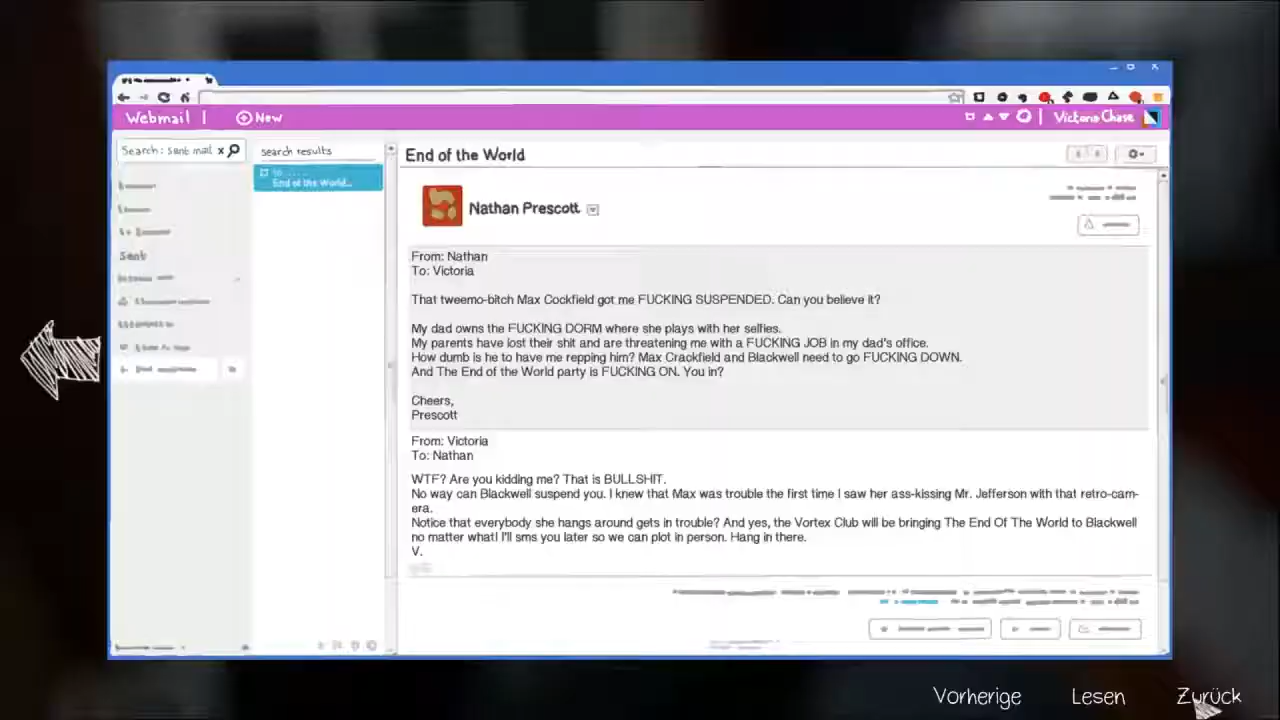 Webmail | New Victoria Chase
Search: sent mail x
search results
End of the World
End of the World...
Nathan Prescott
Sent
From: Nathan
To: Victoria
That tweemo-bitch Max Cockfield got me FUCKING SUSPENDED. Can you believe it?
My dad owns the FUCKING DORM where she plays with her selfies.
My parents have lost their shit and are threatening me with a FUCKING JOB in my dad's office.
How dumb is he to have me repping him? Max Crackfield and Blackwell need to go FUCKING DOWN.
And The End of the World party is FUCKING ON. You in?
Cheers,
Prescott
From: Victoria
To: Nathan
WTF? Are you kidding me? That is BULLSHIT.
No way can Blackwell suspend you. I knew that Max was trouble the first time I saw her ass-kissing Mr. Jefferson with that retro-cam-
era.
Notice that everybody she hangs around gets in trouble? And yes, the Vortex Club will be bringing The End Of The World to Blackwell
no matter what! I'll sms you later so we can plot in person. Hang in there.
V.
Vorherige Lesen Zurück